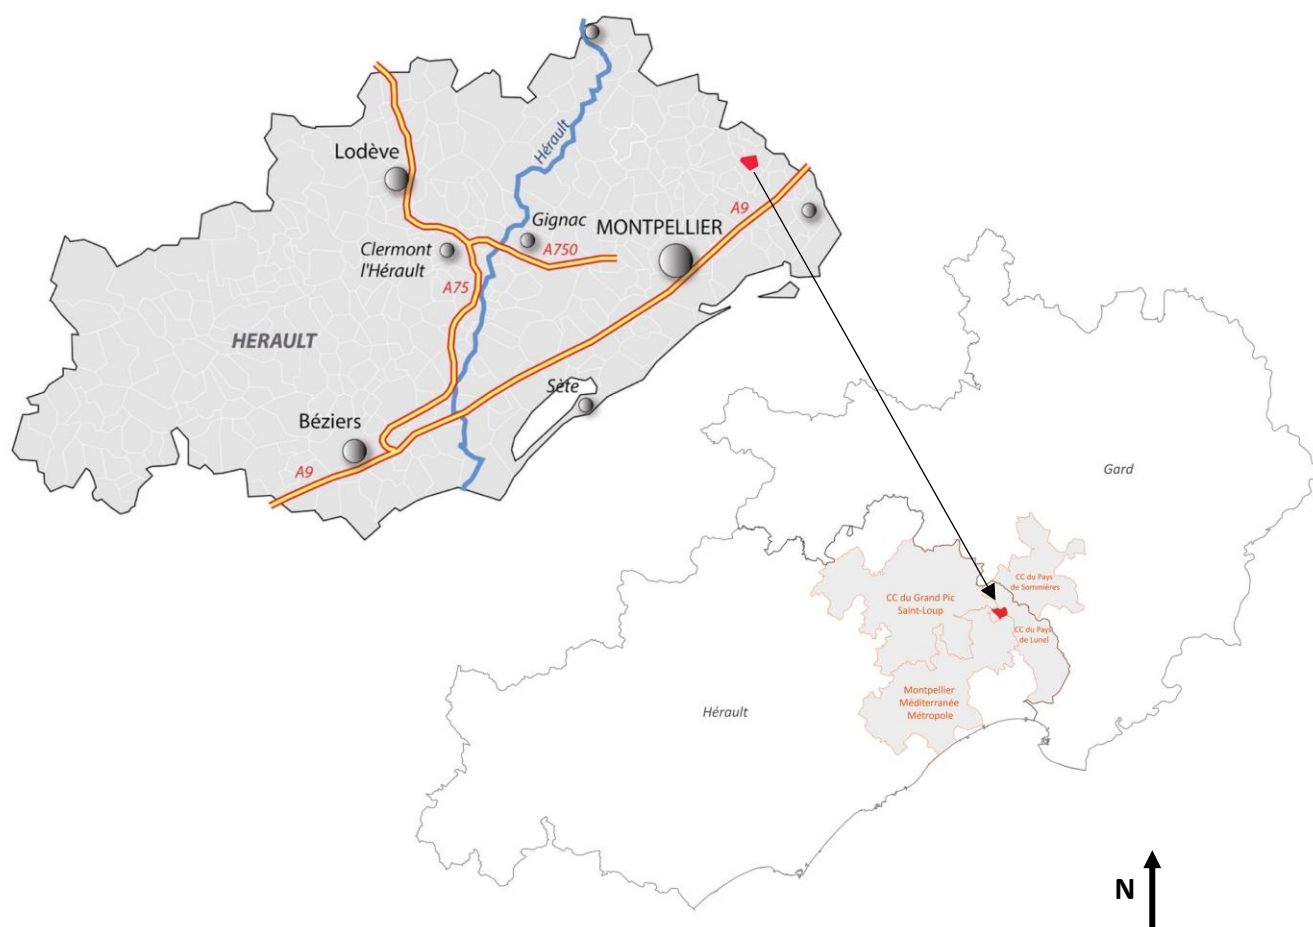 Hérault
Lodève
A9
Gignac
MONTPELLIER
Clermont
l'Hérault
A750
A75
HERAULT
Sète
Béziers
A9
Gard
CC du Pays
de Sommières
CC du Grand Pic
Saint-Loup
CC du Pays
de Lunel
Montpellier
Méditerranée
Métropole
Hérault
N